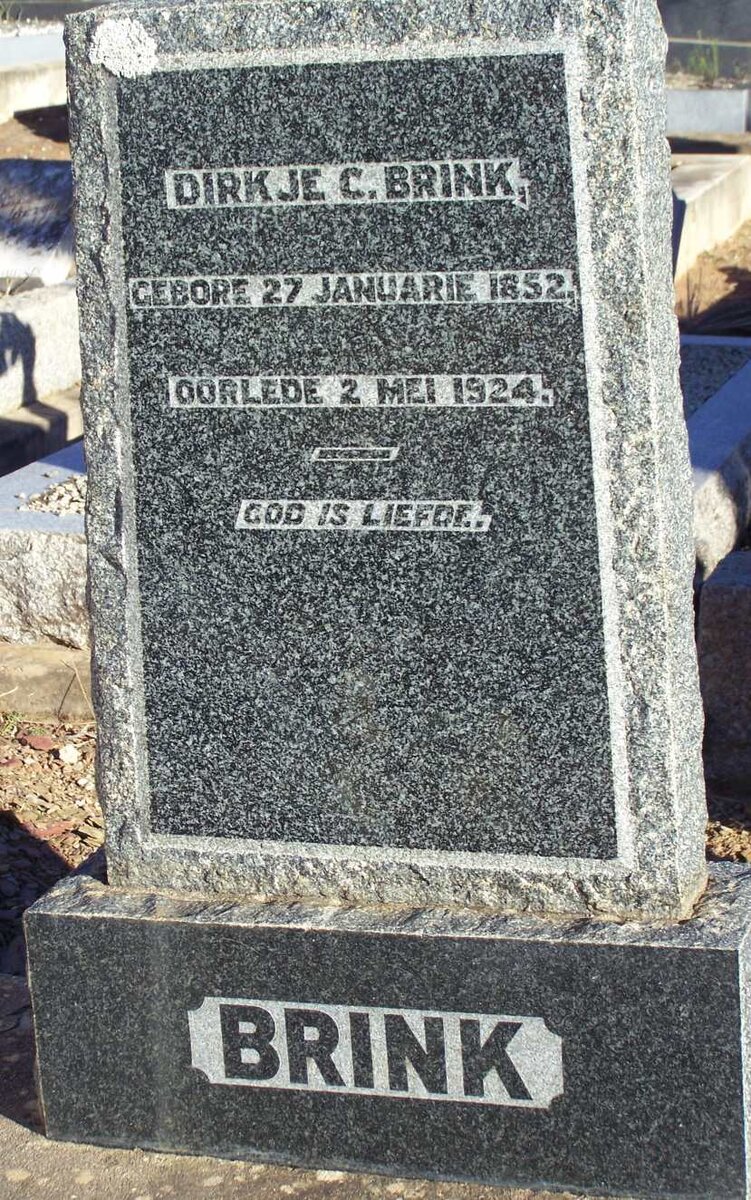 DIRKJE C. BRINK,
GEBORE 27 JANUARIE 1852.
OORLEDE 2 MEI 1924.
GOD IS LIEFDE.
BRINK